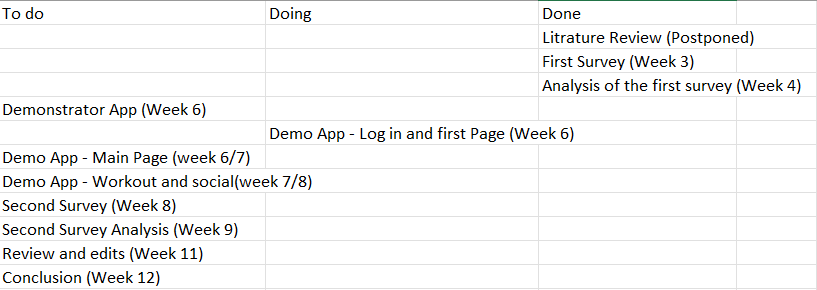 To do Doing Done
Litrature Review (Postponed)
First Survey (Week 3)
Analysis of the first survey (Week 4)
Demonstrator App (Week 6)
Demo App - Log in and first Page (Week 6)
Demo App - Main Page (week 6/7)
Demo App - Workout and social(week 7/8)
Second Survey (Week 8)
Second Survey Analysis (Week 9)
Review and edits (Week 11)
Conclusion (Week 12)